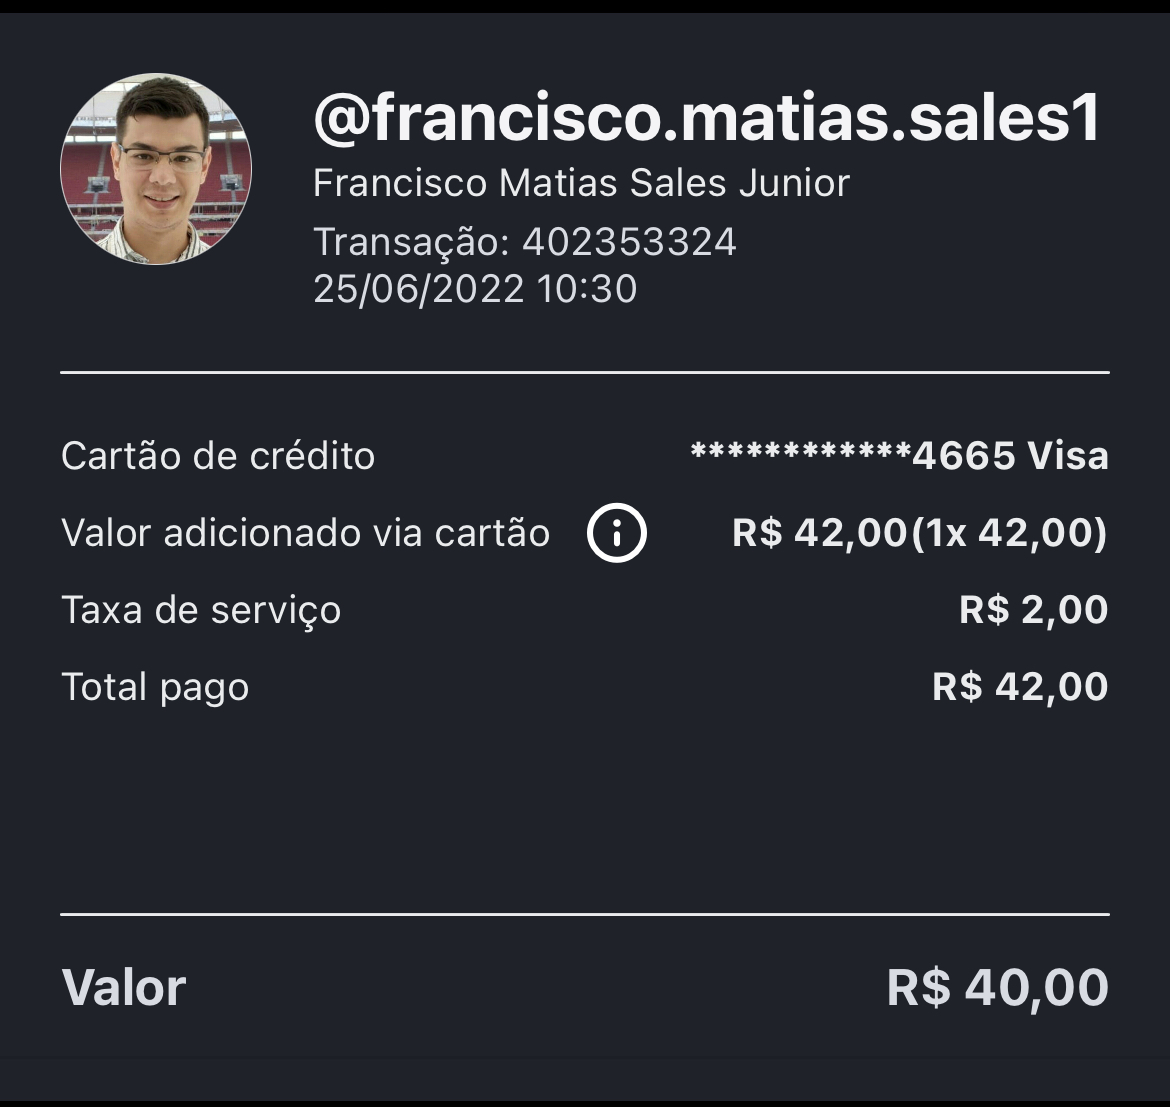 @francisco.matias.sales1
Francisco Matias Sales Junior
Transação: 402353324
25/06/2022 10:30
Cartão de crédito ************4665 Visa
Valor adicionado via cartão R$ 42,00(1x 42,00)
Taxa de serviço R$ 2,00
Total pago R$ 42,00
Valor R$ 40,00